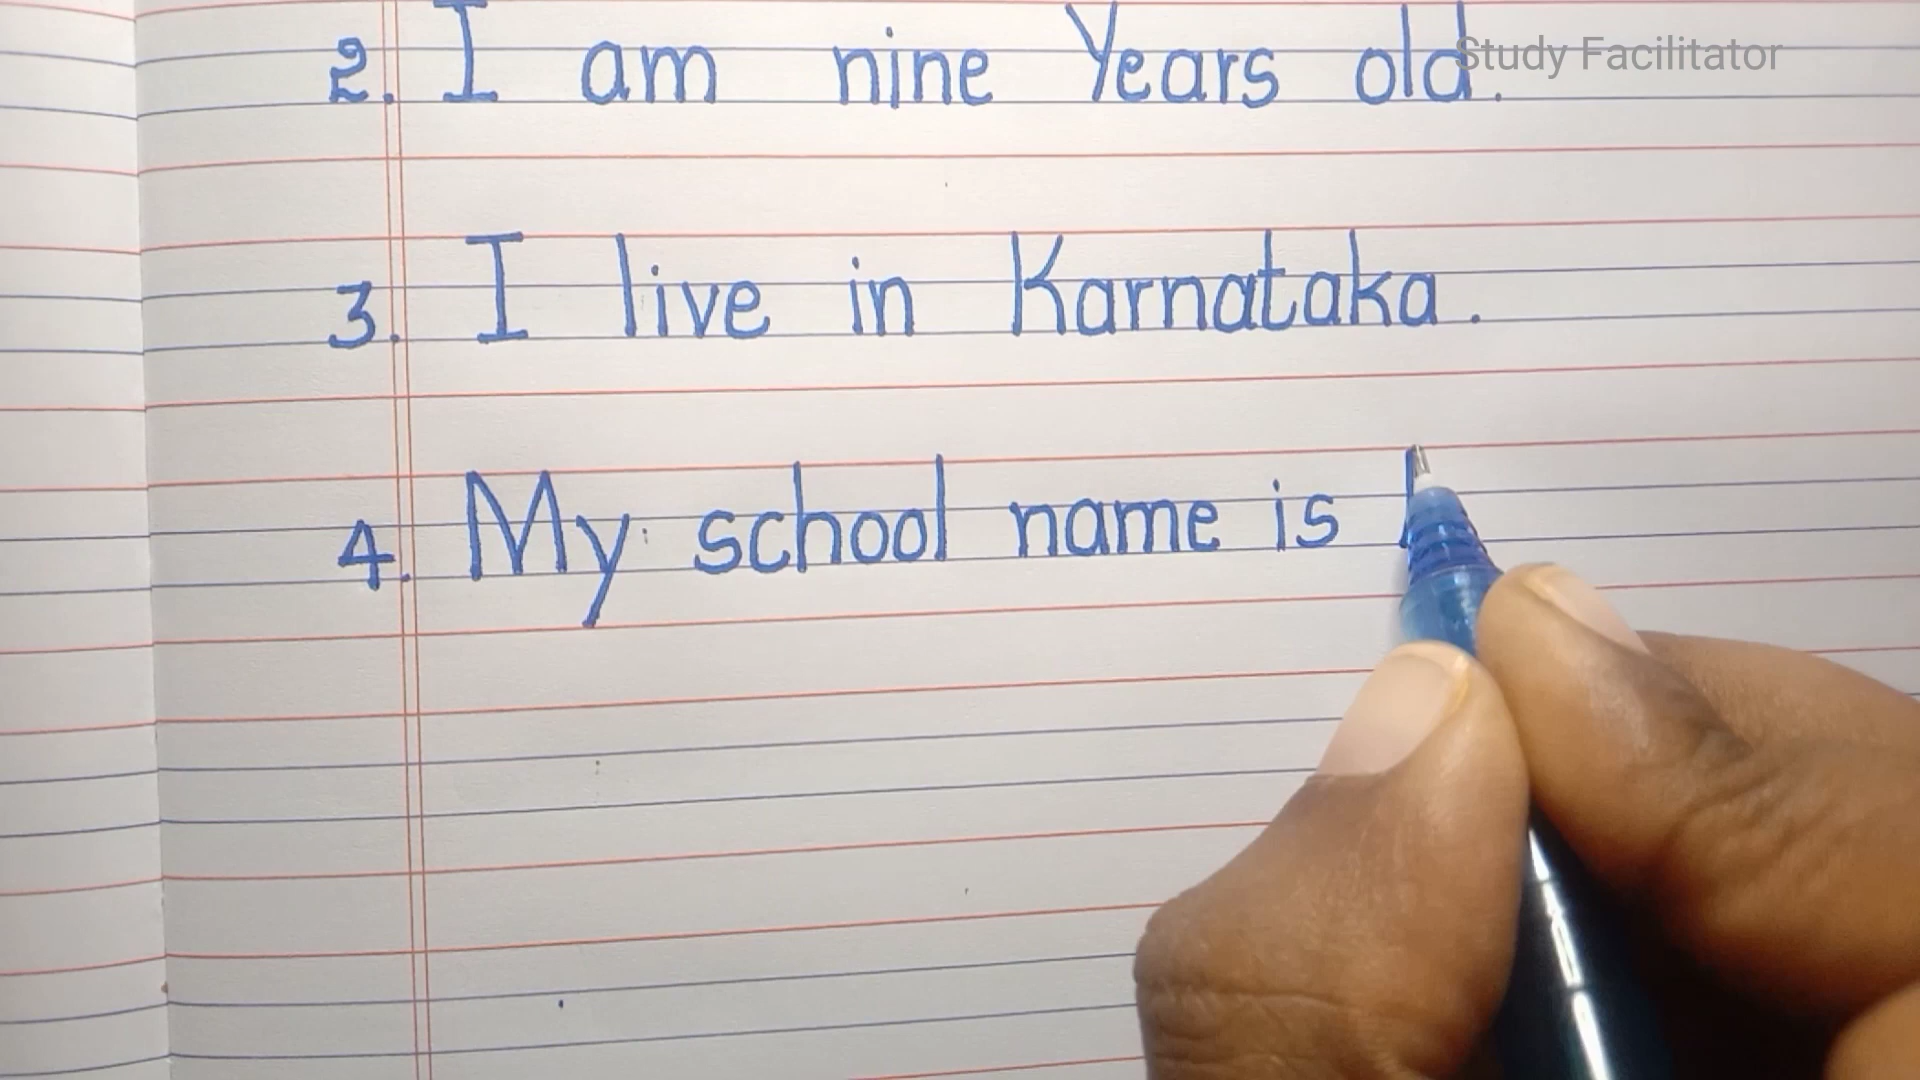 2. I am nine Years old.
Study Facilitator
3. I live in Karnataka.
4. My school name is